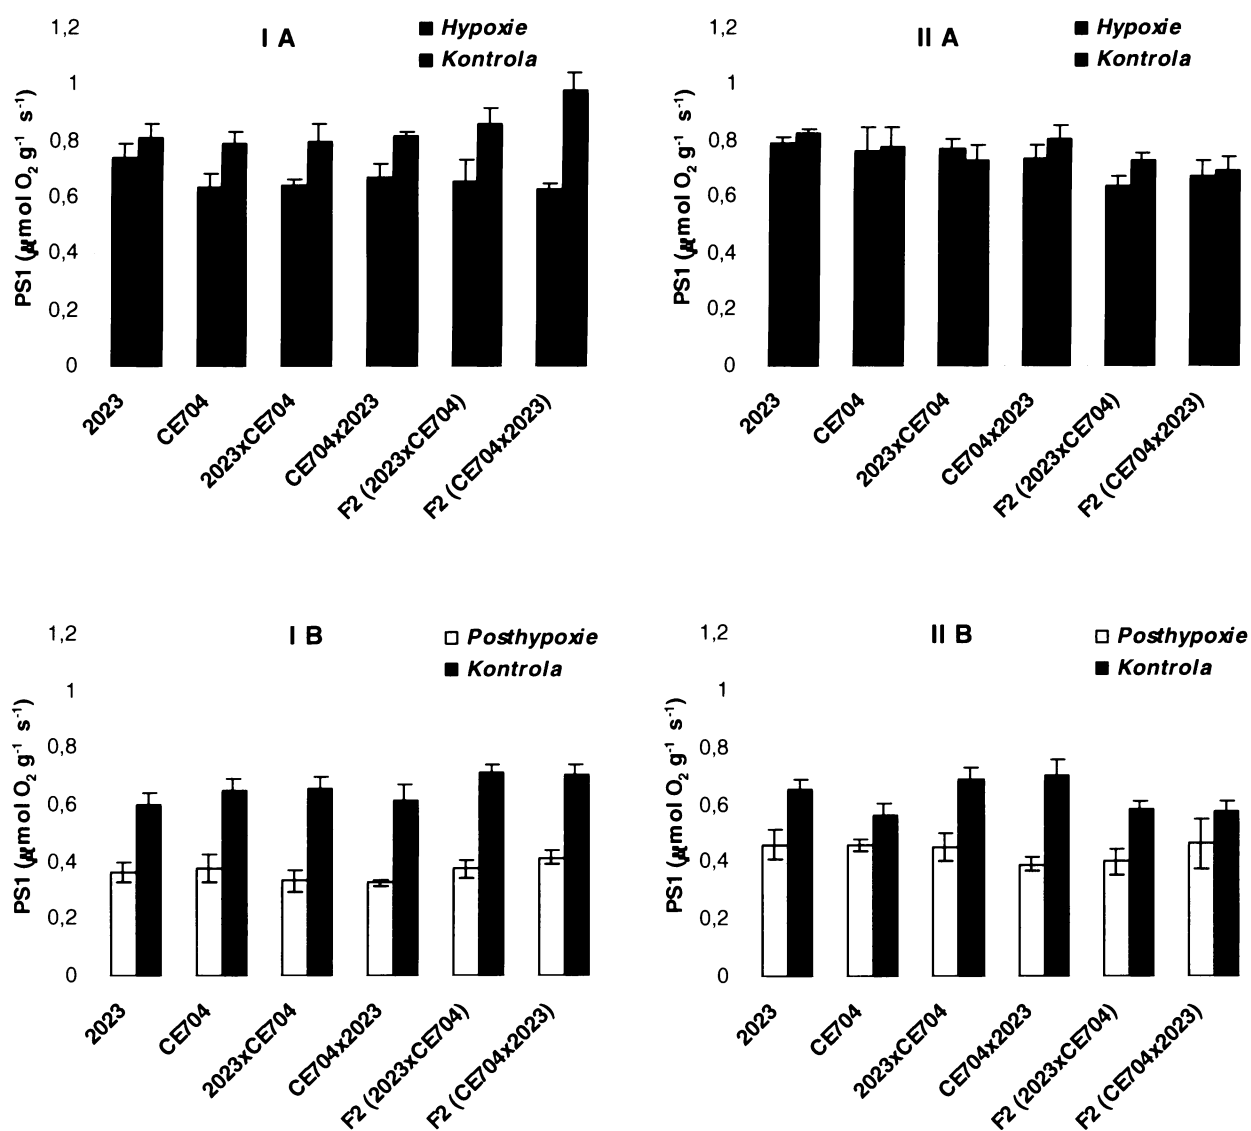 I A
Hypoxie
Kontrola
PS1 (µmol O2 g-1 s-1)
1,2
1
0,8
0,6
0,4
0,2
0
2023
CE704
2023xCE704
CE704x2023
F2 (2023xCE704)
F2 (CE704x2023)
II A
Hypoxie
Kontrola
PS1 (µmol O2 g-1 s-1)
1,2
1
0,8
0,6
0,4
0,2
0
2023
CE704
2023xCE704
CE704x2023
F2 (2023xCE704)
F2 (CE704x2023)
I B
Posthypoxie
Kontrola
PS1 (µmol O2 g-1 s-1)
1,2
1
0,8
0,6
0,4
0,2
0
2023
CE704
2023xCE704
CE704x2023
F2 (2023xCE704)
F2 (CE704x2023)
II B
Posthypoxie
Kontrola
PS1 (µmol O2 g-1 s-1)
1,2
1
0,8
0,6
0,4
0,2
0
2023
CE704
2023xCE704
CE704x2023
F2 (2023xCE704)
F2 (CE704x2023)